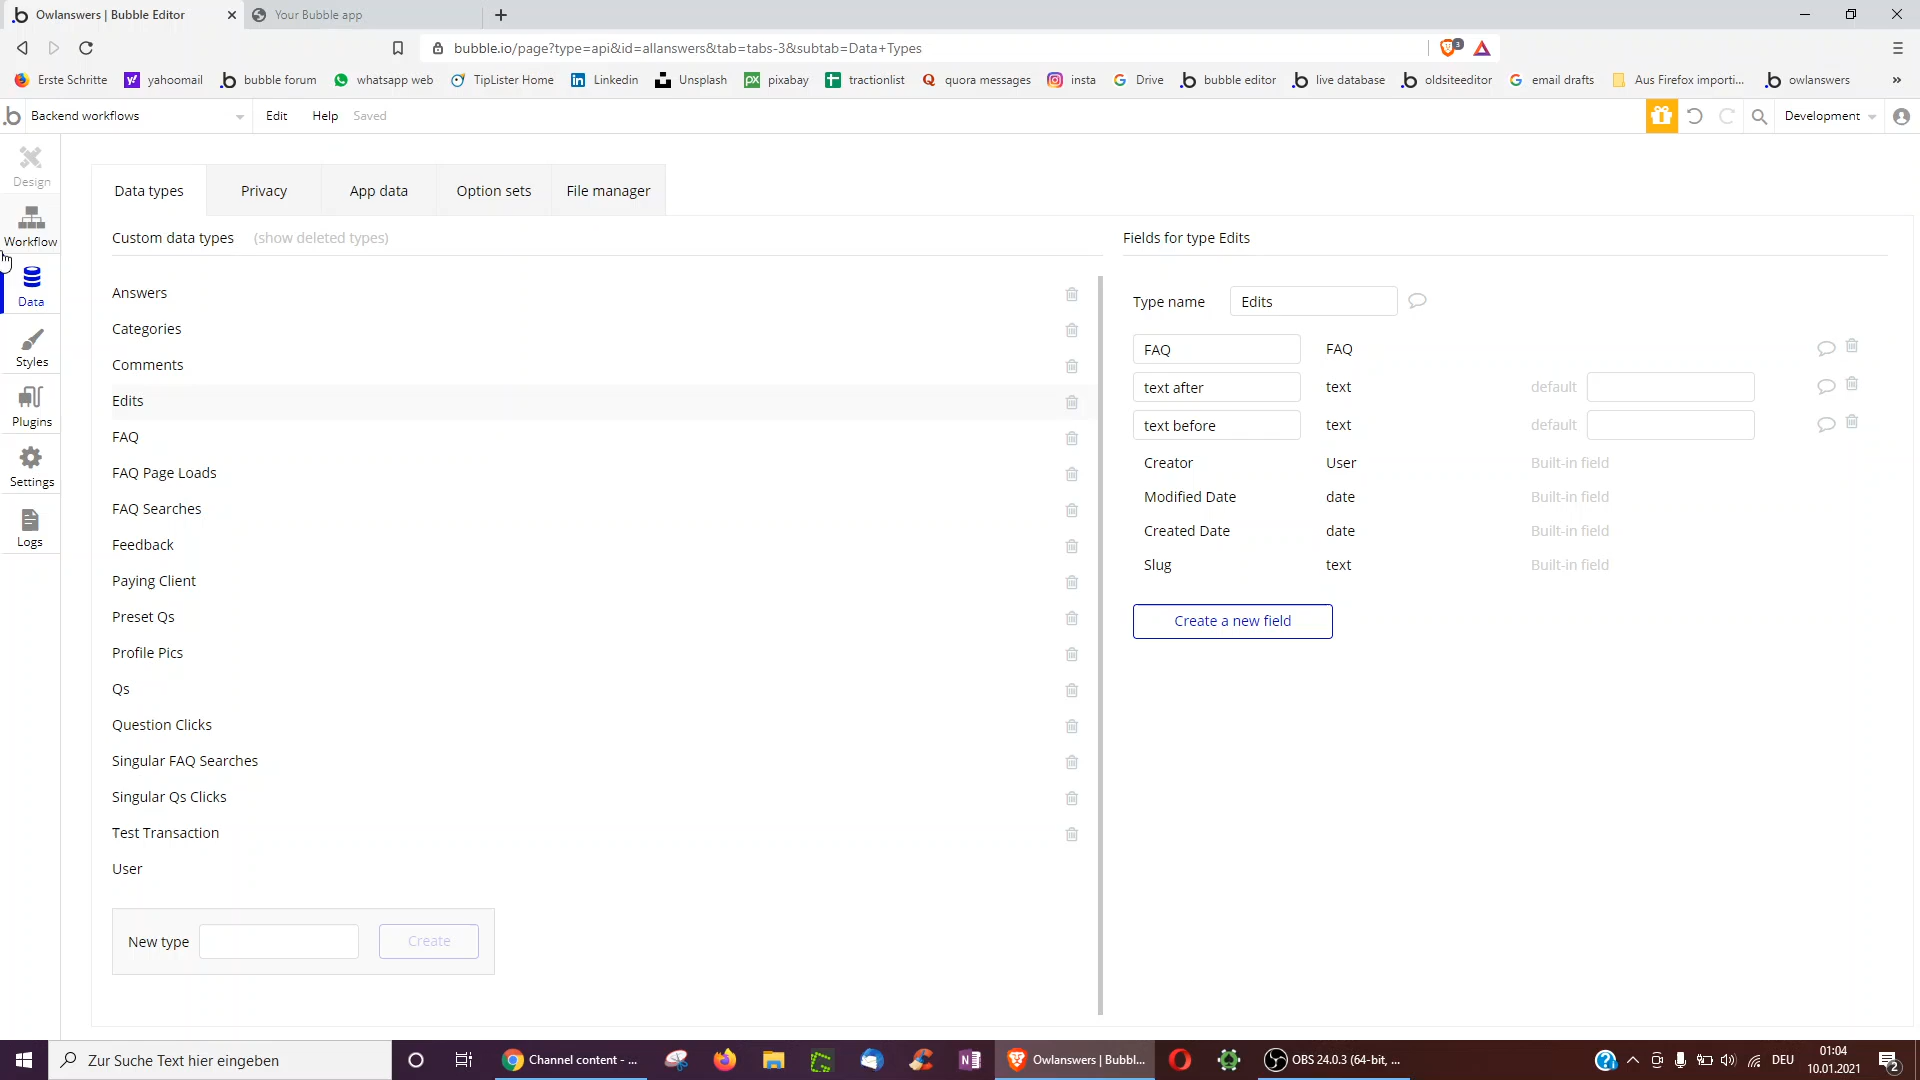 Owlanswers | Bubble Editor
Your Bubble app
bubble.io/page?type=api&id=allanswers&tab=tabs-3&subtab=Data+Types
3
Erste Schritte
yahoomail
bubble forum
whatsapp web
TipLister Home
Linkedin
Unsplash
pixabay
tractionlist
quora messages
insta
Drive
bubble editor
live database
oldsiteeditor
email drafts
Aus Firefox importi...
owlanswers
Backend workflows
Edit
Help
Saved
Development
Design
Workflow
Data
Styles
Plugins
Settings
Logs
Data types
Privacy
App data
Option sets
File manager
Custom data types
(show deleted types)
Answers
Categories
Comments
Edits
FAQ
FAQ Page Loads
FAQ Searches
Feedback
Paying Client
Preset Qs
Profile Pics
Qs
Question Clicks
Singular FAQ Searches
Singular Qs Clicks
Test Transaction
User
New type
Create
Fields for type Edits
Type name
Edits
FAQ
FAQ
text after
text
default
text before
text
default
Creator
User
Built-in field
Modified Date
date
Built-in field
Created Date
date
Built-in field
Slug
text
Built-in field
Create a new field
Zur Suche Text hier eingeben
Channel content - ...
Owlanswers | Bubbl...
OBS 24.0.3 (64-bit, ...
DEU
01:04
10.01.2021
2